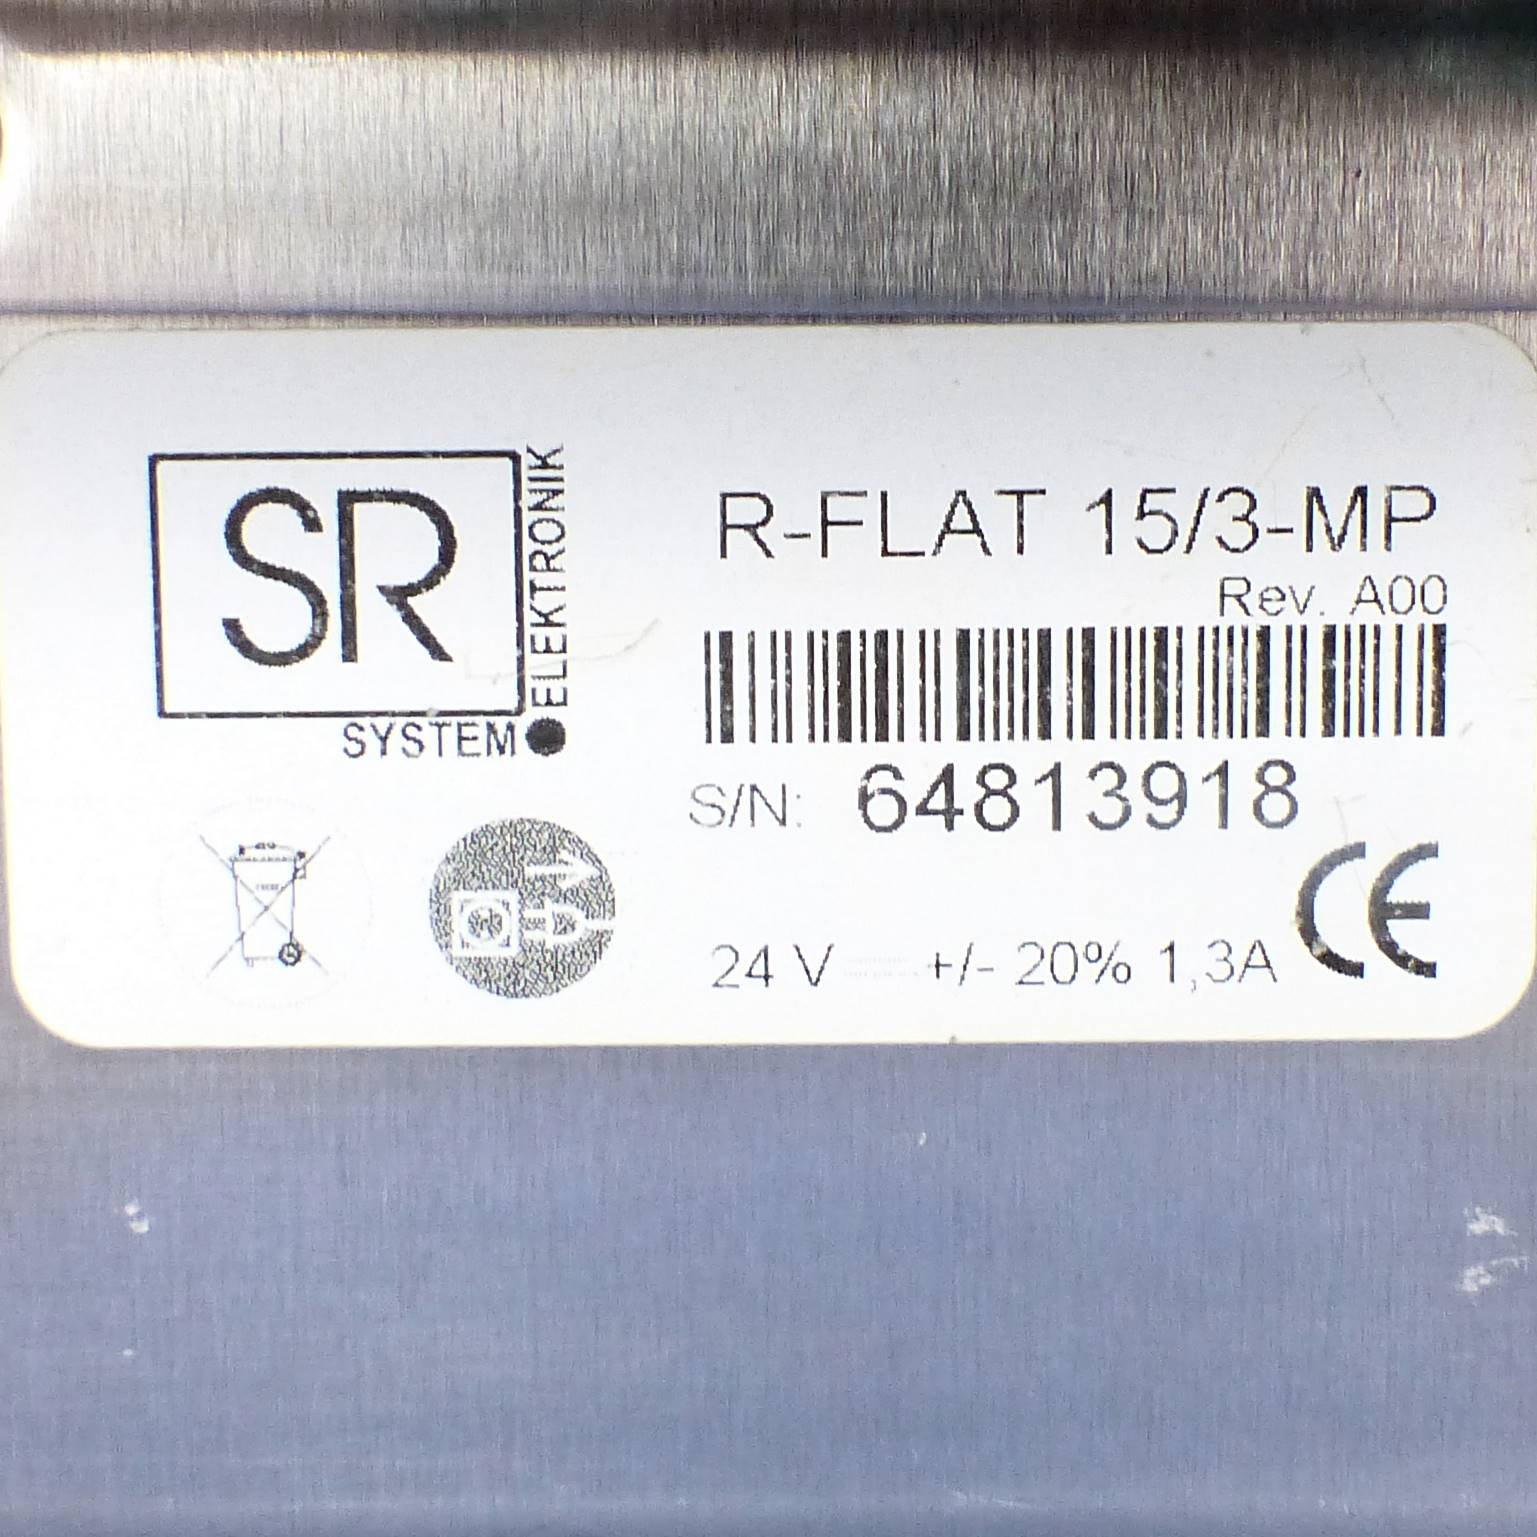 SR
ELEKTRONIK
SYSTEM
R-FLAT 15/3-MP
Rev. A00
S/N: 64813918
24 V +/- 20% 1,3A
CE